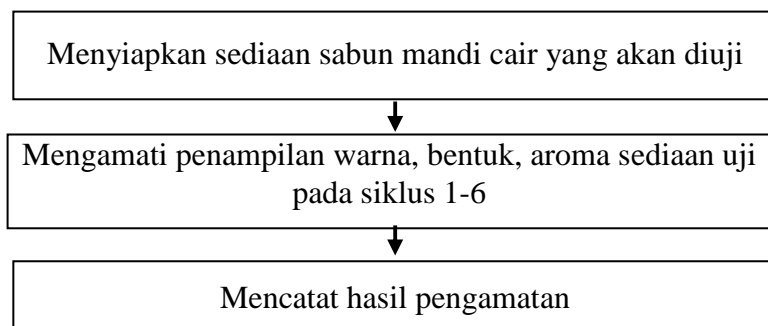 Menyiapkan sediaan sabun mandi cair yang akan diuji
Mengamati penampilan warna, bentuk, aroma sediaan uji
pada siklus 1-6
Mencatat hasil pengamatan